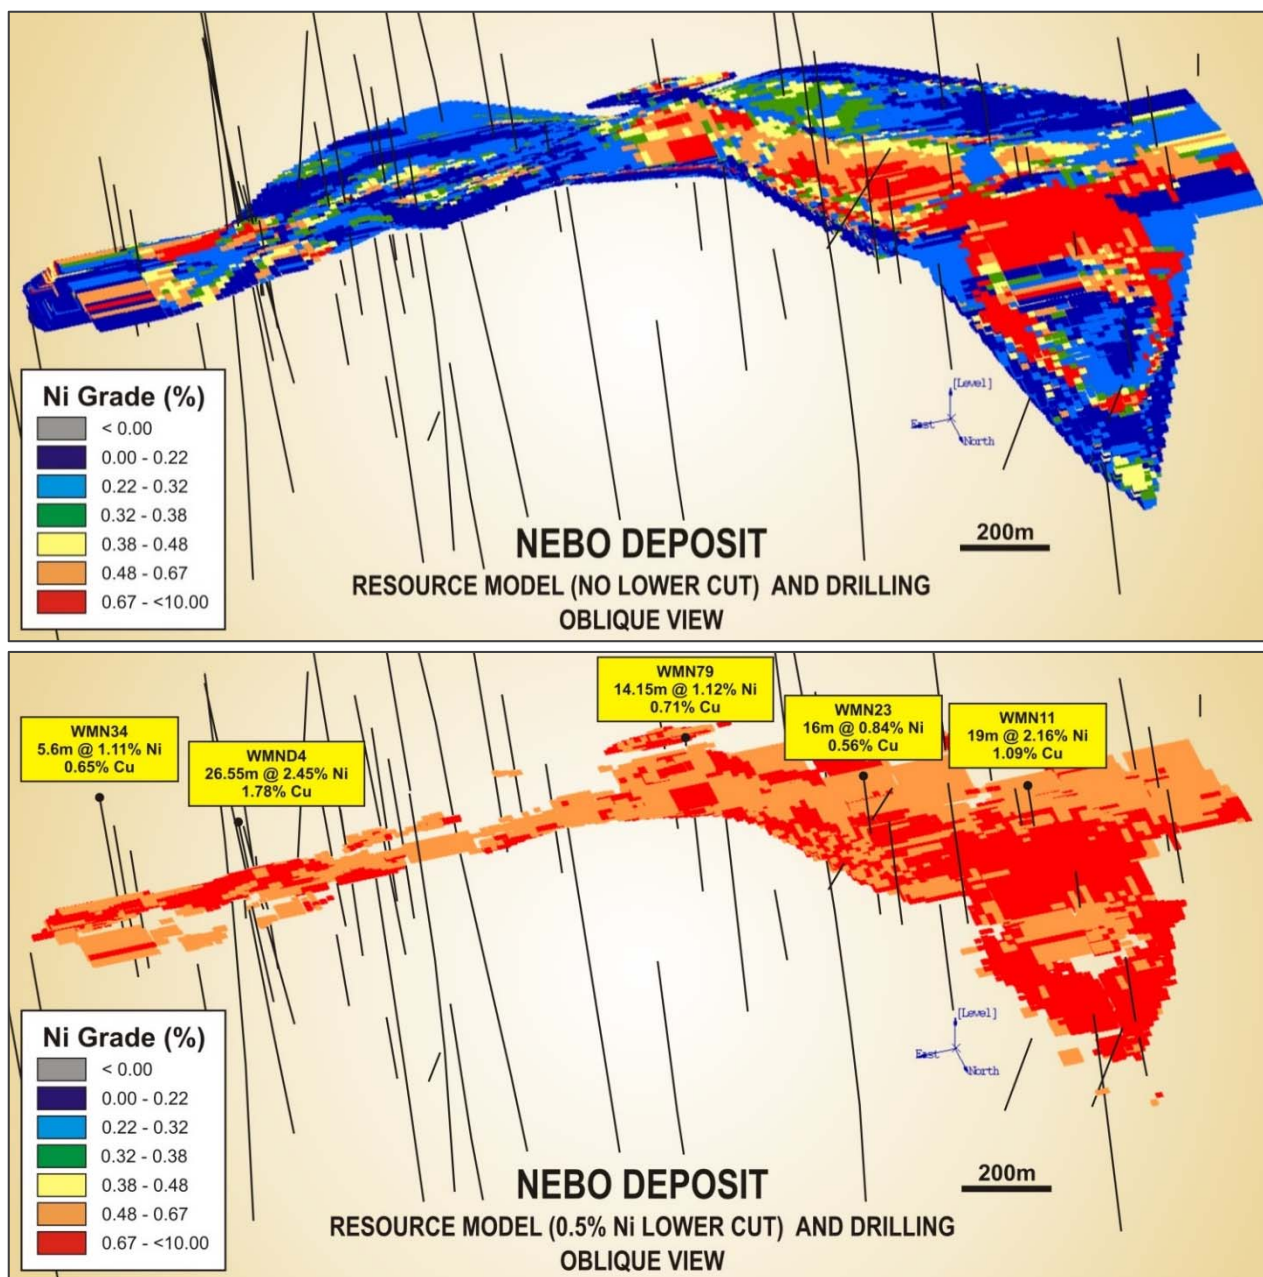 Ni Grade (%)
< 0.00
0.00 - 0.22
0.22 - 0.32
0.32 - 0.38
0.38 - 0.48
0.48 - 0.67
0.67 - <10.00
[Level]
East
North
200m
NEBO DEPOSIT
RESOURCE MODEL (NO LOWER CUT) AND DRILLING
OBLIQUE VIEW
WMN34
5.6m @ 1.11% Ni
0.65% Cu
WMND4
26.55m @ 2.45% Ni
1.78% Cu
WMN79
14.15m @ 1.12% Ni
0.71% Cu
WMN23
16m @ 0.84% Ni
0.56% Cu
WMN11
19m @ 2.16% Ni
1.09% Cu
Ni Grade (%)
< 0.00
0.00 - 0.22
0.22 - 0.32
0.32 - 0.38
0.38 - 0.48
0.48 - 0.67
0.67 - <10.00
[Level]
East
North
200m
NEBO DEPOSIT
RESOURCE MODEL (0.5% Ni LOWER CUT) AND DRILLING
OBLIQUE VIEW